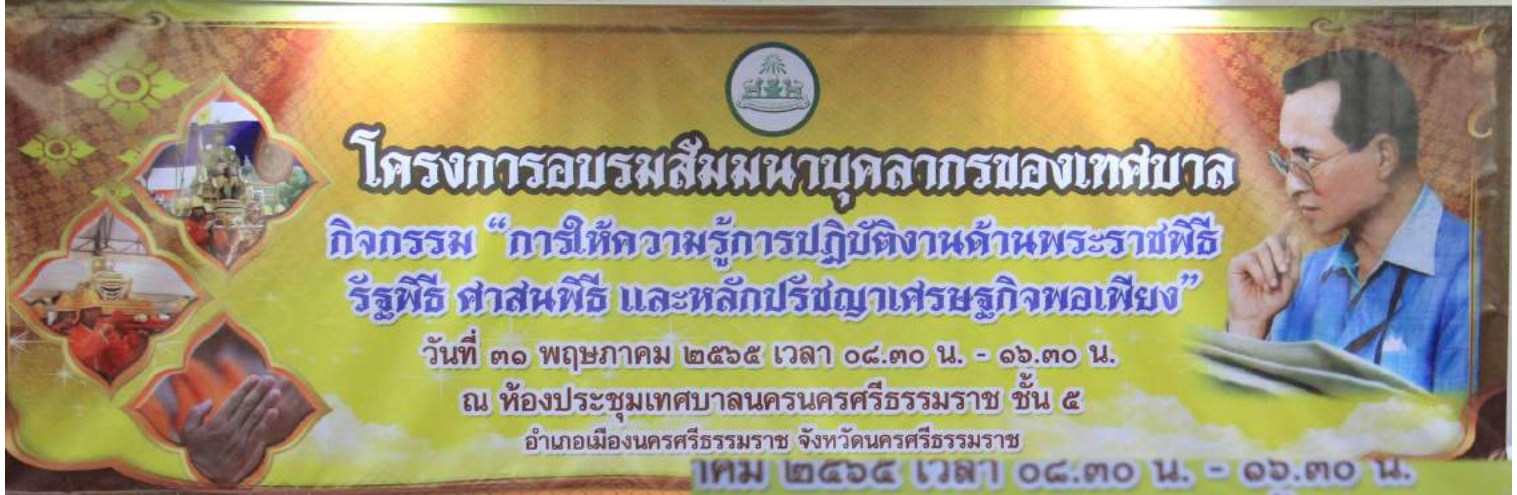 โครงการอบรมสัมมนาบุคลากรของเทศบาล
กิจกรรม “การให้ความรู้การปฏิบัติงานด้านพระราชพิธี
รัฐพิธี ศาสนพิธี และหลักปรัชญาเศรษฐกิจพอเพียง”
วันที่ ๓๑ พฤษภาคม ๒๕๖๕ เวลา ๐๘.๓๐ น. - ๑๖.๓๐ น.
ณ ห้องประชุมเทศบาลนครนครศรีธรรมราช ชั้น ๕
อำเภอเมืองนครศรีธรรมราช จังหวัดนครศรีธรรมราช
าคม ๒๕๖๕ เวลา ๐๘.๓๐ น. - ๑๖.๓๐ น.